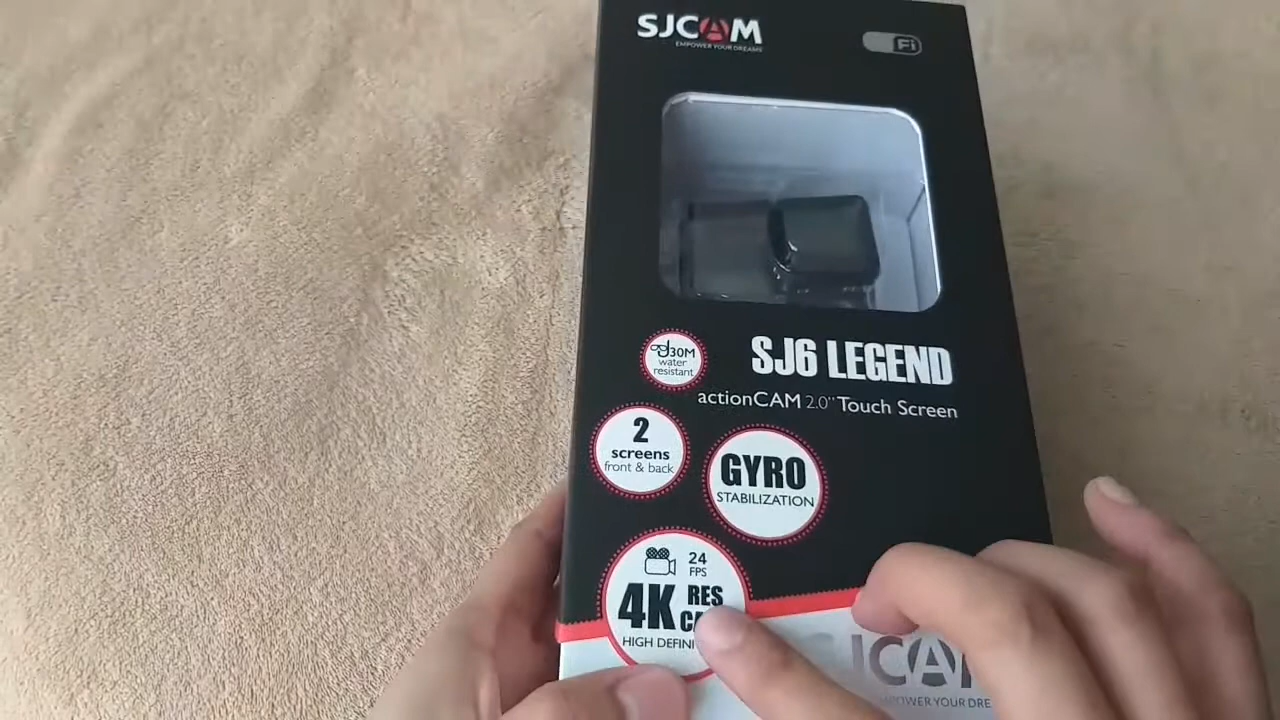 SJCAM
EMPOWER YOUR DREAMS
Fi
30M
water
resistant
SJ6 LEGEND
actionCAM 2.0" Touch Screen
2
screens
front & back
GYRO
STABILIZATION
24
FPS
4K RES
HIGH
SJCAM